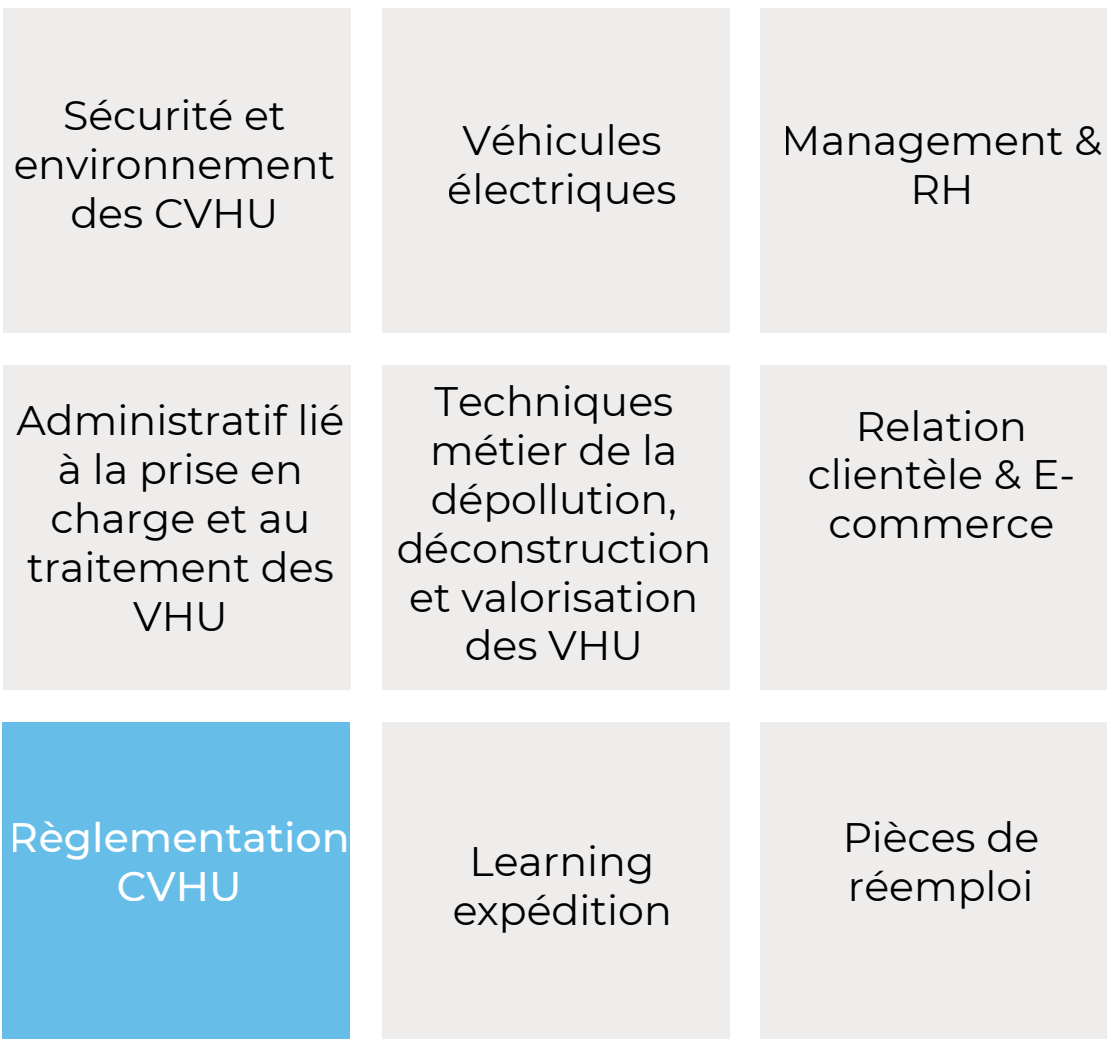 Sécurité et
environnement
des CVHU
Véhicules
électriques
Management &
RH
Administratif lié
à la prise en
charge et au
traitement des
VHU
Techniques
métier de la
dépollution,
déconstruction
et valorisation
des VHU
Relation
clientèle & E-
commerce
Règlementation
CVHU
Learning
expédition
Pièces de
réemploi